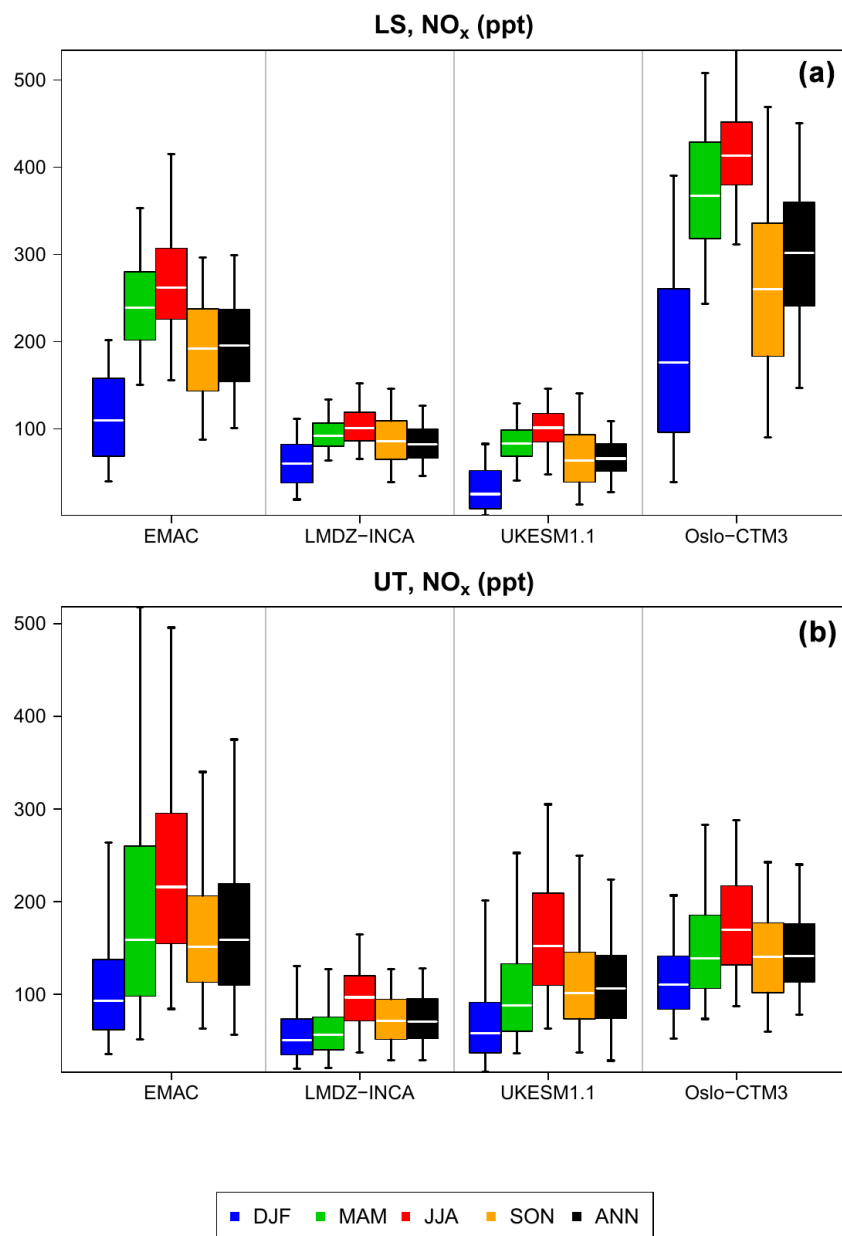 LS, NOx (ppt)
(a)
500
400
300
200
100
EMAC LMDZ−INCA UKESM1.1 Oslo−CTM3
UT, NOx (ppt)
(b)
500
400
300
200
100
EMAC LMDZ−INCA UKESM1.1 Oslo−CTM3
DJF MAM JJA SON ANN